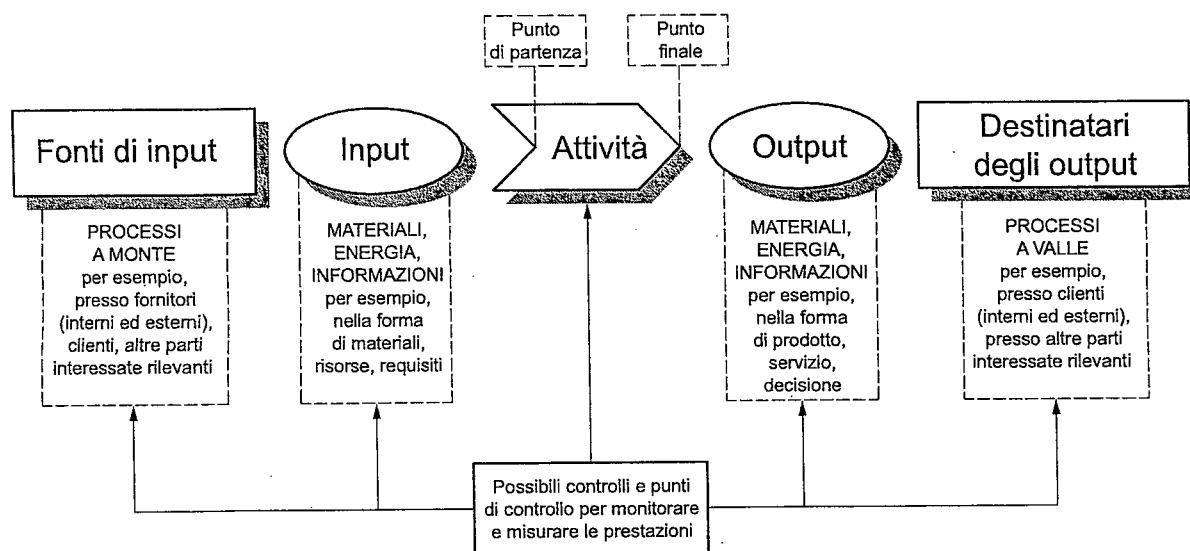 Punto
di partenza
Punto
finale
Fonti di input
Input
Attività
Output
Destinatari
degli output
PROCESSI
A MONTE
per esempio,
presso fornitori
(interni ed esterni),
clienti, altre parti
interessate rilevanti
MATERIALI,
ENERGIA,
INFORMAZIONI
per esempio,
nella forma
di materiali,
risorse, requisiti
MATERIALI,
ENERGIA,
INFORMAZIONI
per esempio,
nella forma
di prodotto,
servizio,
decisione
PROCESSI
A VALLE
per esempio,
presso clienti
(interni ed esterni),
presso altre parti
interessate rilevanti
Possibili controlli e punti
di controllo per monitorare
e misurare le prestazioni